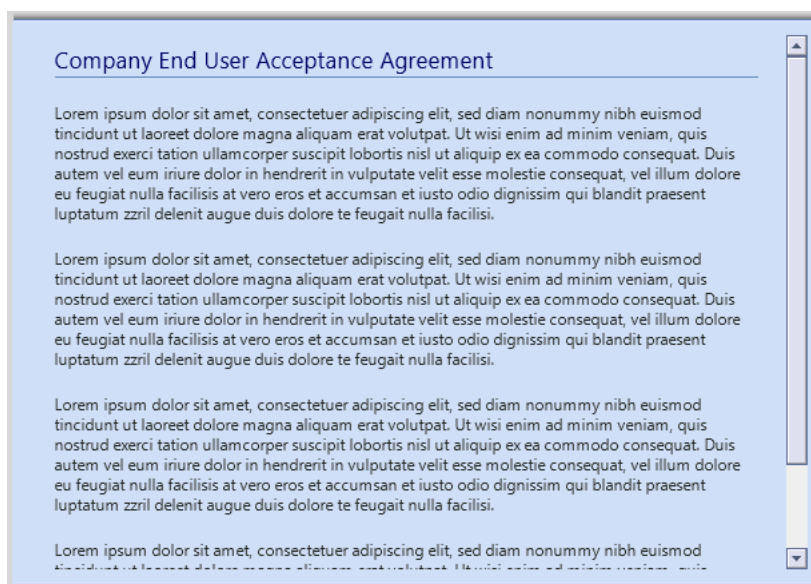 Company End User Acceptance Agreement
Lorem ipsum dolor sit amet, consectetuer adipiscing elit, sed diam nonummy nibh euismod
tincidunt ut laoreet dolore magna aliquam erat volutpat. Ut wisi enim ad minim veniam, quis
nostrud exerci tation ullamcorper suscipit lobortis nisl ut aliquip ex ea commodo consequat. Duis
autem vel eum iriure dolor in hendrerit in vulputate velit esse molestie consequat, vel illum dolore
eu feugiat nulla facilisis at vero eros et accumsan et iusto odio dignissim qui blandit praesent
luptatum zzril delenit augue duis dolore te feugait nulla facilisi.
Lorem ipsum dolor sit amet, consectetuer adipiscing elit, sed diam nonummy nibh euismod
tincidunt ut laoreet dolore magna aliquam erat volutpat. Ut wisi enim ad minim veniam, quis
nostrud exerci tation ullamcorper suscipit lobortis nisl ut aliquip ex ea commodo consequat. Duis
autem vel eum iriure dolor in hendrerit in vulputate velit esse molestie consequat, vel illum dolore
eu feugiat nulla facilisis at vero eros et accumsan et iusto odio dignissim qui blandit praesent
luptatum zzril delenit augue duis dolore te feugait nulla facilisi.
Lorem ipsum dolor sit amet, consectetuer adipiscing elit, sed diam nonummy nibh euismod
tincidunt ut laoreet dolore magna aliquam erat volutpat. Ut wisi enim ad minim veniam, quis
nostrud exerci tation ullamcorper suscipit lobortis nisl ut aliquip ex ea commodo consequat. Duis
autem vel eum iriure dolor in hendrerit in vulputate velit esse molestie consequat, vel illum dolore
eu feugiat nulla facilisis at vero eros et accumsan et iusto odio dignissim qui blandit praesent
luptatum zzril delenit augue duis dolore te feugait nulla facilisi.
Lorem ipsum dolor sit amet, consectetuer adipiscing elit, sed diam nonummy nibh euismod